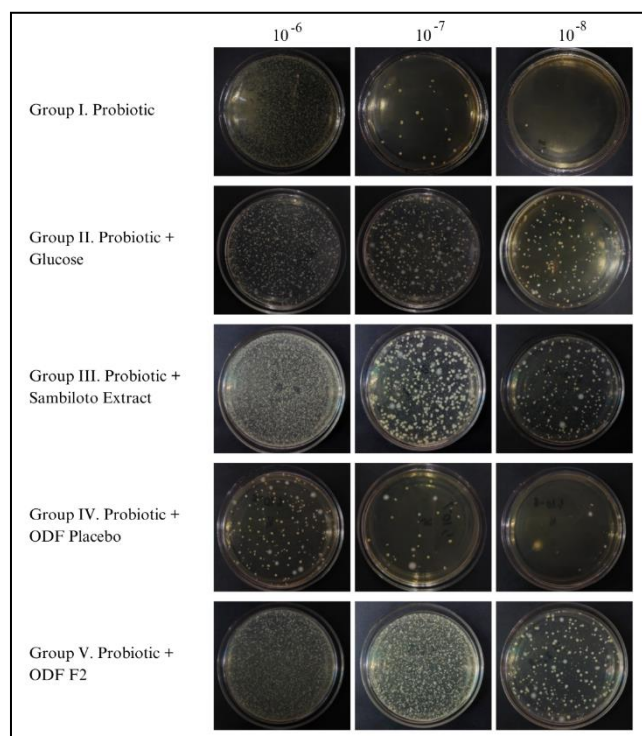 10-6 10-7 10-8
Group I. Probiotic
Group II. Probiotic +
Glucose
Group III. Probiotic +
Sambiloto Extract
Group IV. Probiotic +
ODF Placebo
Group V. Probiotic +
ODF F2